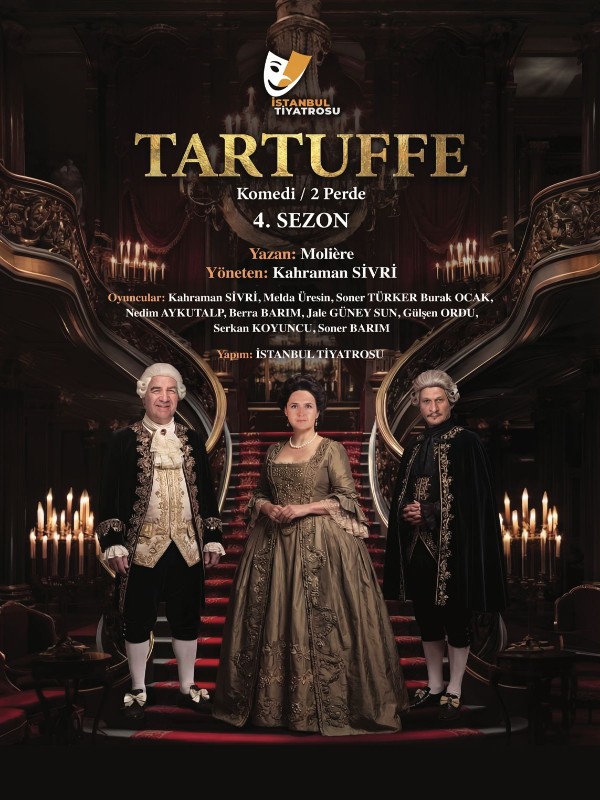 İSTANBUL
TİYATROSU
TARTUFFE
Komedi / 2 Perde
4. SEZON
Yazan: Molière
Yöneten: Kahraman SİVRİ
Oyuncular: Kahraman SİVRİ, Melda Üresin, Soner TÜRKER Burak OCAK,
Nedim AYKUTALP, Berra BARIM, Jale GÜNEY SUN, Gülşen ORDU,
Serkan KOYUNCU, Soner BARIM
Yapım: İSTANBUL TİYATROSU